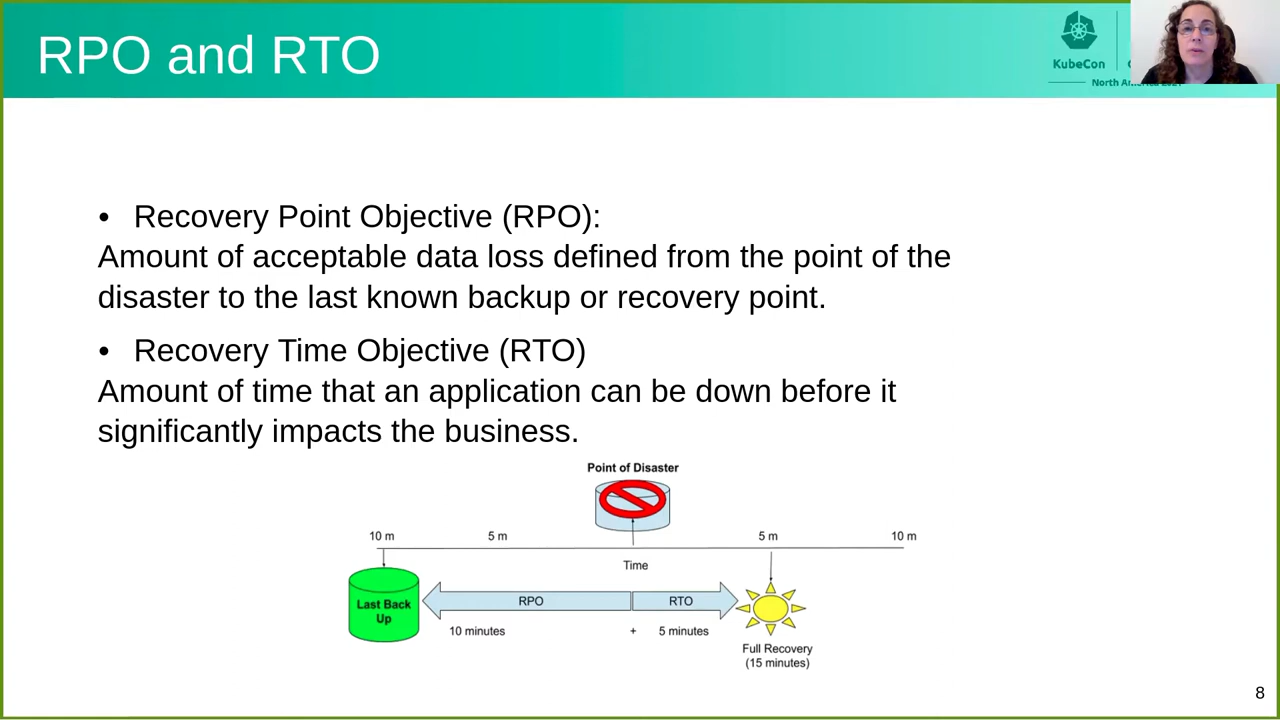 RPO and RTO
KubeCon
North America 2021
• Recovery Point Objective (RPO):
Amount of acceptable data loss defined from the point of the
disaster to the last known backup or recovery point.
• Recovery Time Objective (RTO)
Amount of time that an application can be down before it
significantly impacts the business.
Point of Disaster
10 m 5 m 5 m 10 m
Time
Last Back
Up
RPO RTO
10 minutes + 5 minutes
Full Recovery
(15 minutes)
8